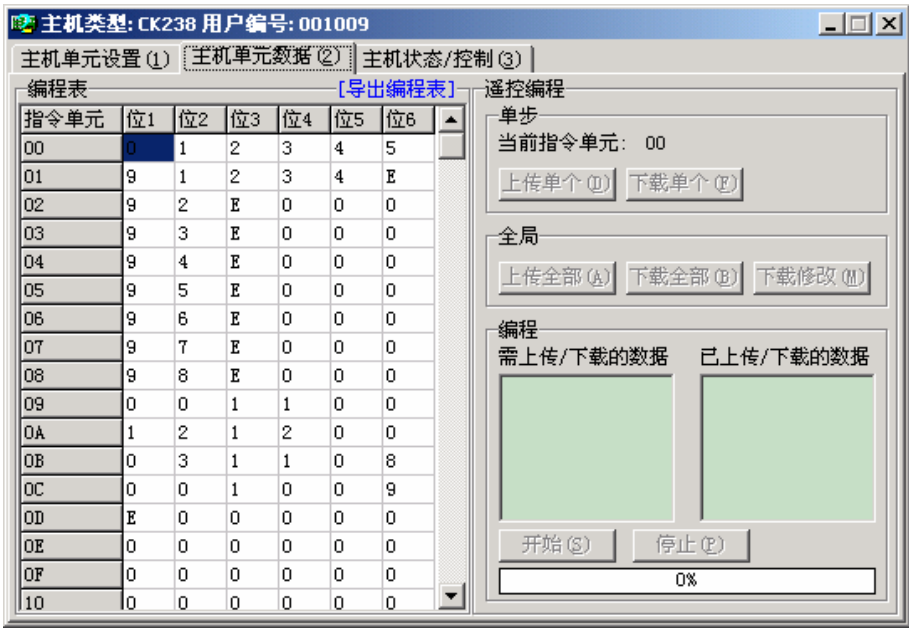 主机类型: CK238 用户编号: 001009
主机单元设置(1) 主机单元数据(2) 主机状态/控制(3)
编程表 [导出编程表]
指令单元 位1 位2 位3 位4 位5 位6
00 0 1 2 3 4 5
01 9 1 2 3 4 E
02 9 2 E 0 0 0
03 9 3 E 0 0 0
04 9 4 E 0 0 0
05 9 5 E 0 0 0
06 9 6 E 0 0 0
07 9 7 E 0 0 0
08 9 8 E 0 0 0
09 0 0 1 1 0 0
0A 1 2 1 2 0 0
0B 0 3 1 1 0 8
0C 0 0 1 0 0 9
0D E 0 0 0 0 0
0E 0 0 0 0 0 0
0F 0 0 0 0 0 0
10 0 0 0 0 0 0
遥控编程
单步
当前指令单元: 00
上传单个(D) 下载单个(E)
全局
上传全部(A) 下载全部(B) 下载修改(M)
编程
需上传/下载的数据 已上传/下载的数据
开始(S) 停止(P)
0%